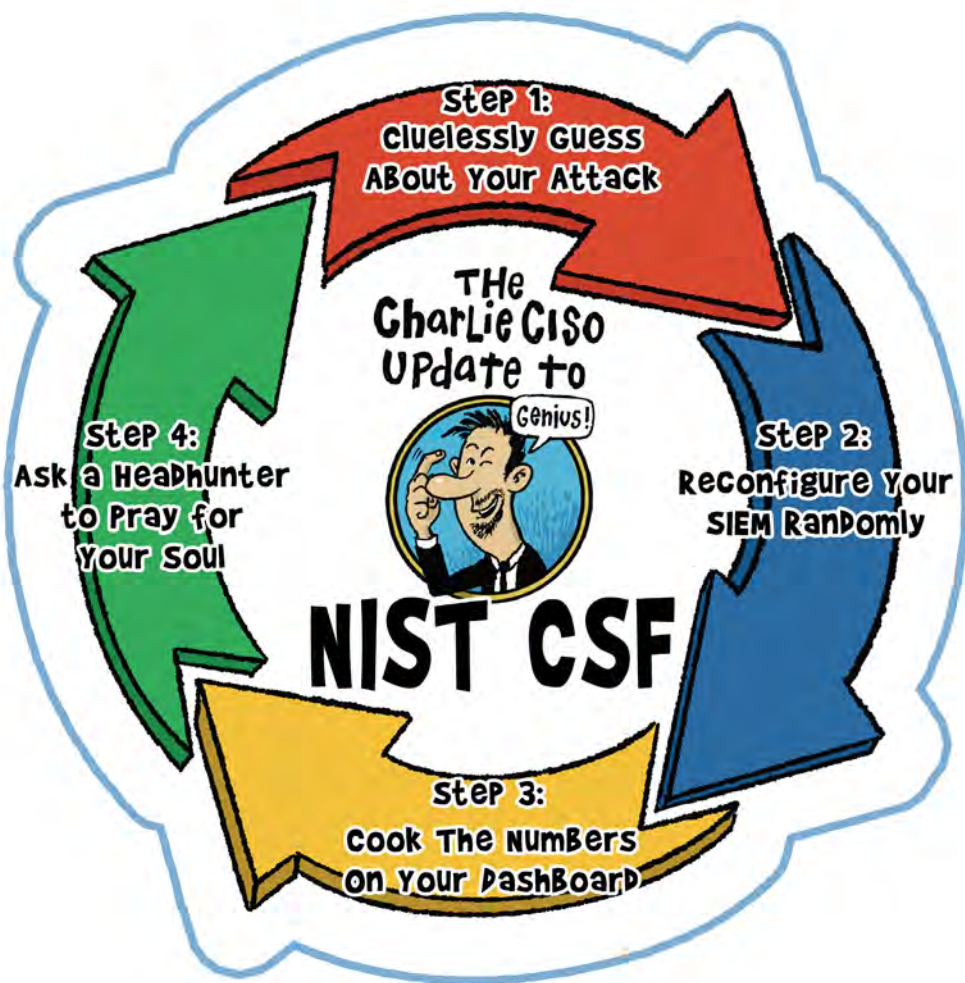 Step 1:
Cluelessly Guess
About Your Attack
The
Charlie CISO
Update to
Genius!
NIST CSF
Step 2:
Reconfigure Your
SIEM Randomly
Step 3:
Cook The Numbers
On Your Dashboard
Step 4:
Ask a Headhunter
to Pray for
Your Soul